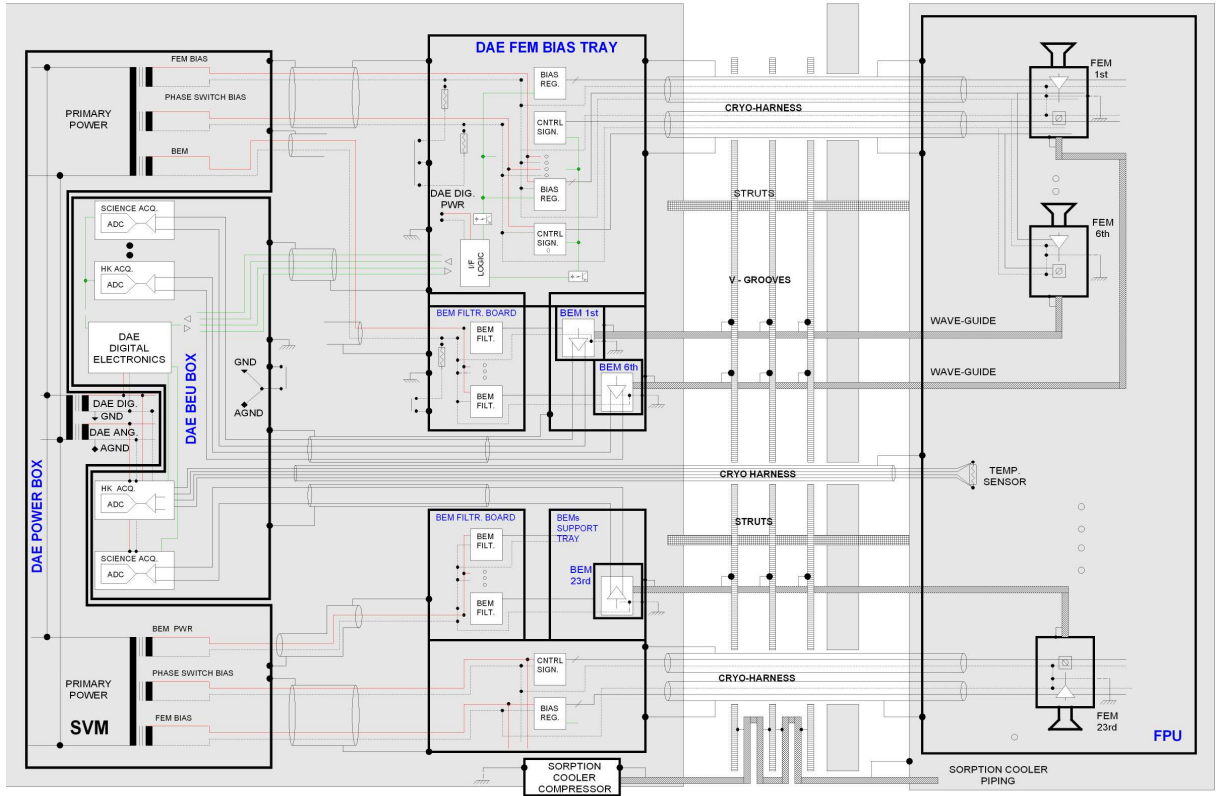 DAE FEM BIAS TRAY
FEM BIAS
PHASE SWITCH BIAS
PRIMARY
POWER
BEM
BIAS
REG.
CNTRL
SIGN.
BIAS
REG.
CNTRL
SIGN.
DAE DIG.
PWR
I/F
LOGIC
CRYO-HARNESS
STRUTS
V - GROOVES
FEM
1st
FEM
6th
WAVE-GUIDE
WAVE-GUIDE
SCIENCE ACQ.
ADC
HK ACQ.
ADC
DAE
DIGITAL
ELECTRONICS
DAE BEU BOX
GND
AGND
DAE DIG.
GND
DAE ANG.
AGND
DAE POWER BOX
HK ACQ.
ADC
SCIENCE ACQ.
ADC
BEM FILTR. BOARD
BEM
FILT.
BEM
FILT.
BEM 1st
BEM 6th
CRYO HARNESS
TEMP.
SENSOR
BEM FILTR. BOARD
BEM
FILT.
BEM
FILT.
BEMs
SUPPORT
TRAY
BEM
23rd
STRUTS
BEM PWR
PHASE SWITCH BIAS
FEM BIAS
PRIMARY
POWER
SVM
CNTRL
SIGN.
BIAS
REG.
CRYO-HARNESS
FEM
23rd
FPU
SORPTION
COOLER
COMPRESSOR
SORPTION COOLER
PIPING